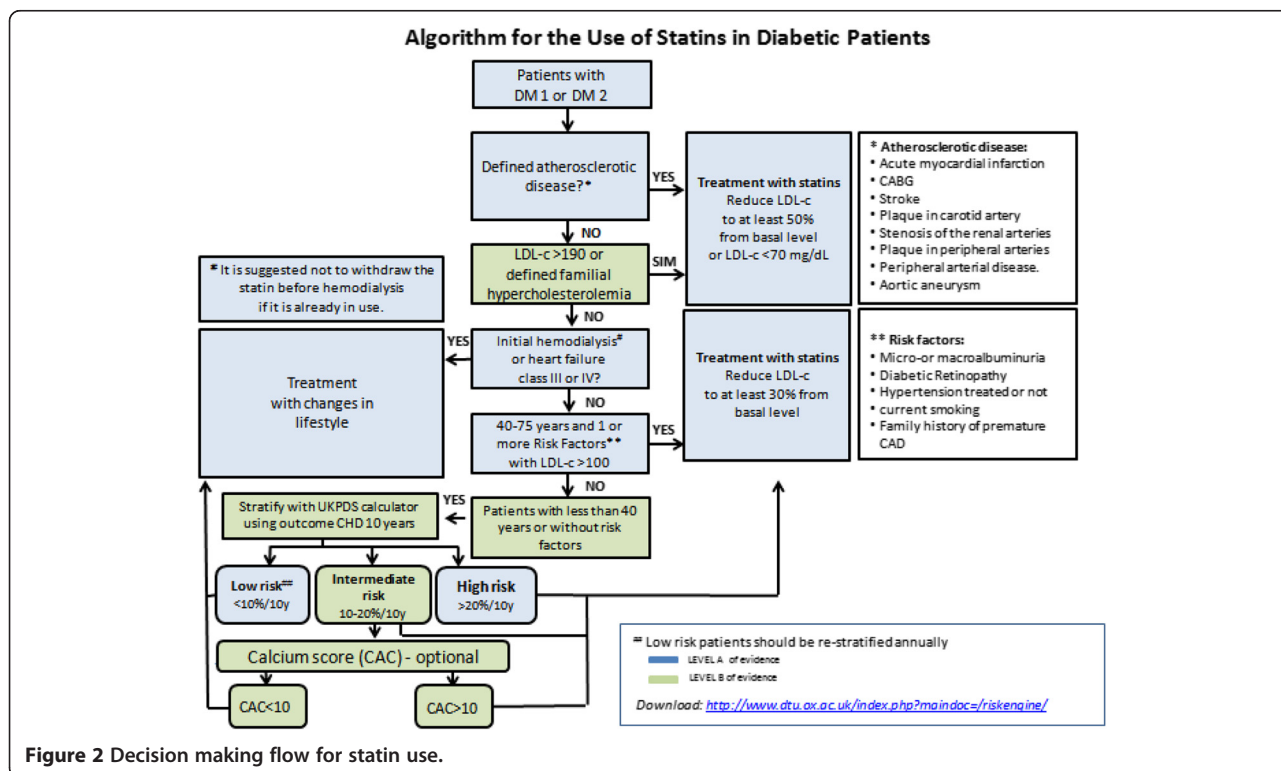 Algorithm for the Use of Statins in Diabetic Patients
Patients with
DM 1 or DM 2
Defined atherosclerotic
disease?*
YES
Treatment with statins
Reduce LDL-c
to at least 50%
from basal level
or LDL-c <70 mg/dL
* Atherosclerotic disease:
• Acute myocardial infarction
• CABG
• Stroke
• Plaque in carotid artery
• Stenosis of the renal arteries
• Plaque in peripheral arteries
• Peripheral arterial disease.
• Aortic aneurysm
NO
LDL-c >190 or
defined familial
hypercholesterolemia
SIM
# It is suggested not to withdraw the
statin before hemodialysis
if it is already in use.
NO
Initial hemodialysis#
or heart failure
class III or IV?
YES
Treatment
with changes in
lifestyle
Treatment with statins
Reduce LDL-c
to at least 30% from
basal level
** Risk factors:
• Micro-or macroalbuminuria
• Diabetic Retinopathy
• Hypertension treated or not
• current smoking
• Family history of premature
CAD
NO
40-75 years and 1 or
more Risk Factors**
with LDL-c >100
YES
NO
Patients with less than 40
years or without risk
factors
YES
Stratify with UKPDS calculator
using outcome CHD 10 years
Low risk##
<10%/10y
Intermediate
risk
10-20%/10y
High risk
>20%/10y
Calcium score (CAC) - optional
CAC<10
CAC>10
## Low risk patients should be re-stratified annually
LEVEL A of evidence
LEVEL B of evidence
Download: http://www.dtu.ox.ac.uk/index.php?maindoc=/riskengine/
Figure 2 Decision making flow for statin use.